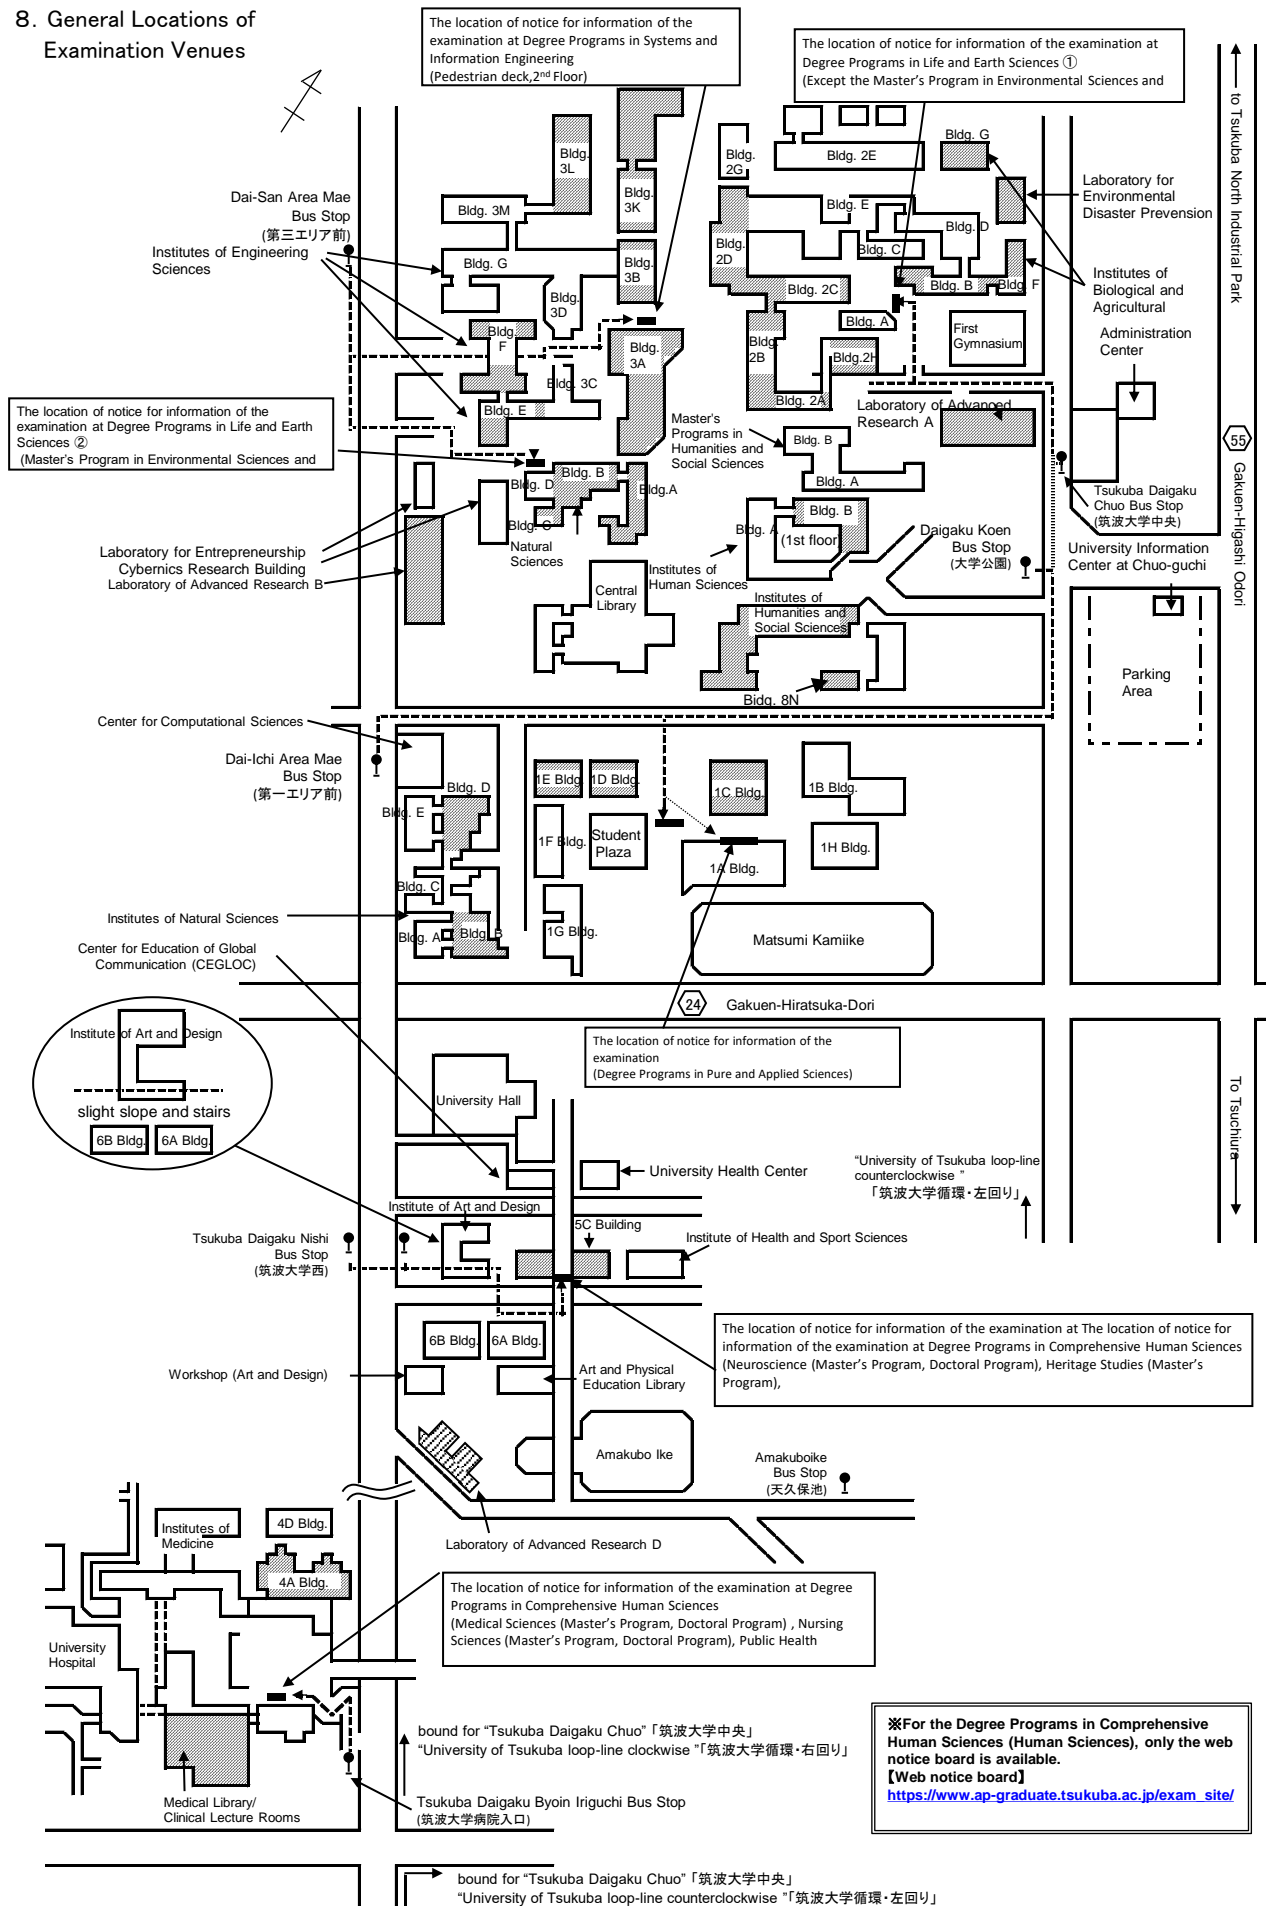 8. General Locations of
Examination Venues
The location of notice for information of the
examination at Degree Programs in Systems and
Information Engineering
(Pedestrian deck,2nd Floor)
The location of notice for information of the examination at
Degree Programs in Life and Earth Sciences ①
(Except the Master's Program in Environmental Sciences and
to Tsukuba North Industrial Park
Bldg. 3L
Bldg. 3K
Bldg. 3M
Bldg. G
Bldg. 3B
Bldg. 3D
Bldg. F
Bldg. 3A
Bldg. 3C
Bldg. E
Bldg. 2G
Bldg. 2E
Bldg. G
Bldg. E
Bldg. D
Bldg. 2D
Bldg. C
Bldg. 2C
Bldg. B
Bldg. F
Bldg. A
Bldg. 2B
Bldg.2H
Bldg. 2A
First
Gymnasium
Laboratory for
Environmental
Disaster Prevention
Institutes of
Biological and
Agricultural
Administration
Center
Dai-San Area Mae
Bus Stop
(第三エリア前)
Institutes of Engineering
Sciences
The location of notice for information of the
examination at Degree Programs in Life and Earth
Sciences ②
(Master's Program in Environmental Sciences and
Laboratory of Advanced
Research A
Master's
Programs in
Humanities and
Social Sciences
Bldg. B
Bldg. A
55
Gakuen-Higashi Odori
Tsukuba Daigaku
Chuo Bus Stop
(筑波大学中央)
Bldg. B
Bldg. D
Bldg.A
Bldg. C
Natural
Sciences
Bldg. A
Bldg. B
(1st floor)
Institutes of
Human Sciences
Daigaku Koen
Bus Stop
(大学公園)
University Information
Center at Chuo-guchi
Laboratory for Entrepreneurship
Cybernics Research Building
Laboratory of Advanced Research B
Central
Library
Institutes of
Humanities and
Social Sciences
Bldg. 8N
Parking
Area
Center for Computational Sciences
Dai-Ichi Area Mae
Bus Stop
(第一エリア前)
Bldg. D
Bldg. E
Bldg. C
Bldg. A
Bldg. B
1E Bldg.
1D Bldg.
1C Bldg.
1B Bldg.
1F Bldg.
Student
Plaza
1A Bldg.
1H Bldg.
1G Bldg.
Matsumi Kamiike
Institutes of Natural Sciences
Center for Education of Global
Communication (CEGLOC)
24
Gakuen-Hiratsuka-Dori
The location of notice for information of the
examination
(Degree Programs in Pure and Applied Sciences)
Institute of Art and Design
slight slope and stairs
6B Bldg.
6A Bldg.
University Hall
University Health Center
"University of Tsukuba loop-line
counterclockwise "
「筑波大学循環・左回り」
To Tsuchiura
Institute of Art and Design
5C Building
Institute of Health and Sport Sciences
Tsukuba Daigaku Nishi
Bus Stop
(筑波大学西)
6B Bldg.
6A Bldg.
The location of notice for information of the examination at The location of notice for
information of the examination at Degree Programs in Comprehensive Human Sciences
(Neuroscience (Master's Program, Doctoral Program), Heritage Studies (Master's
Program),
Workshop (Art and Design)
Art and Physical
Education Library
Amakubo Ike
Amakuboike
Bus Stop
(天久保池)
Laboratory of Advanced Research D
Institutes of
Medicine
4D Bldg.
4A Bldg.
The location of notice for information of the examination at Degree
Programs in Comprehensive Human Sciences
(Medical Sciences (Master's Program, Doctoral Program) , Nursing
Sciences (Master's Program, Doctoral Program), Public Health
University
Hospital
Medical Library/
Clinical Lecture Rooms
bound for "Tsukuba Daigaku Chuo"「筑波大学中央」
"University of Tsukuba loop-line clockwise "「筑波大学循環・右回り」
Tsukuba Daigaku Byoin Iriguchi Bus Stop
(筑波大学病院入口)
※For the Degree Programs in Comprehensive
Human Sciences (Human Sciences), only the web
notice board is available.
【Web notice board】
https://www.ap-graduate.tsukuba.ac.jp/exam_site/
bound for "Tsukuba Daigaku Chuo"「筑波大学中央」
"University of Tsukuba loop-line counterclockwise "「筑波大学循環・左回り」